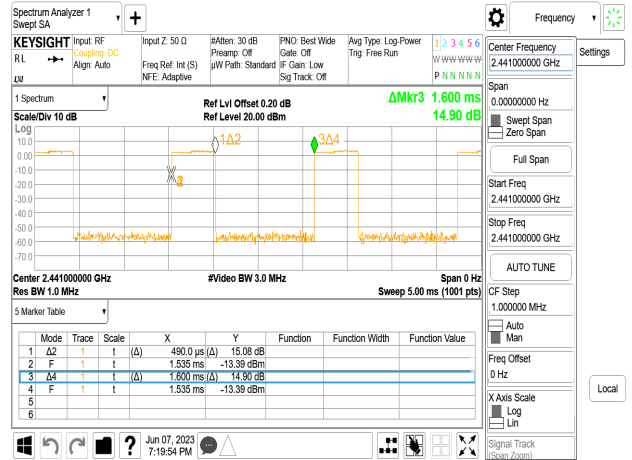 Spectrum Analyzer 1
Swept SA
Frequency
KEYSIGHT
RL
Input: RF
Coupling: DC
Align: Auto
Input Z: 50 Ω
Freq Ref: Int (S)
NFE: Adaptive
#Atten: 30 dB
Preamp: Off
µW Path: Standard
PNO: Best Wide
Gate: Off
IF Gain: Low
Sig Track: Off
Avg Type: Log-Power
Trig: Free Run
1 2 3 4 5 6
W W W W W W
P N N N N N
1 Spectrum
Scale/Div 10 dB
Ref Lvl Offset 0.20 dB
Ref Level 20.00 dBm
ΔMkr3 1.600 ms
14.90 dB
Log
10.0
0.00
-10.0
-20.0
-30.0
-40.0
-50.0
-60.0
-70.0
1Δ2
3Δ4
Center 2.441000000 GHz
Res BW 1.0 MHz
#Video BW 3.0 MHz
Span 0 Hz
Sweep 5.00 ms (1001 pts)
5 Marker Table
Mode Trace Scale X Y Function Function Width Function Value
1 Δ2 1 t (Δ) 490.0 µs (Δ) 15.08 dB
2 F 1 t 1.535 ms -13.39 dBm
3 Δ4 1 t (Δ) 1.600 ms (Δ) 14.90 dB
4 F 1 t 1.535 ms -13.39 dBm
5
6
Jun 07, 2023
7:19:54 PM
Center Frequency
2.441000000 GHz
Settings
Span
0.00000000 Hz
Swept Span
Zero Span
Full Span
Start Freq
2.441000000 GHz
Stop Freq
2.441000000 GHz
AUTO TUNE
CF Step
1.000000 MHz
Auto
Man
Freq Offset
0 Hz
Local
X Axis Scale
Log
Lin
Signal Track
(Span Zoom)